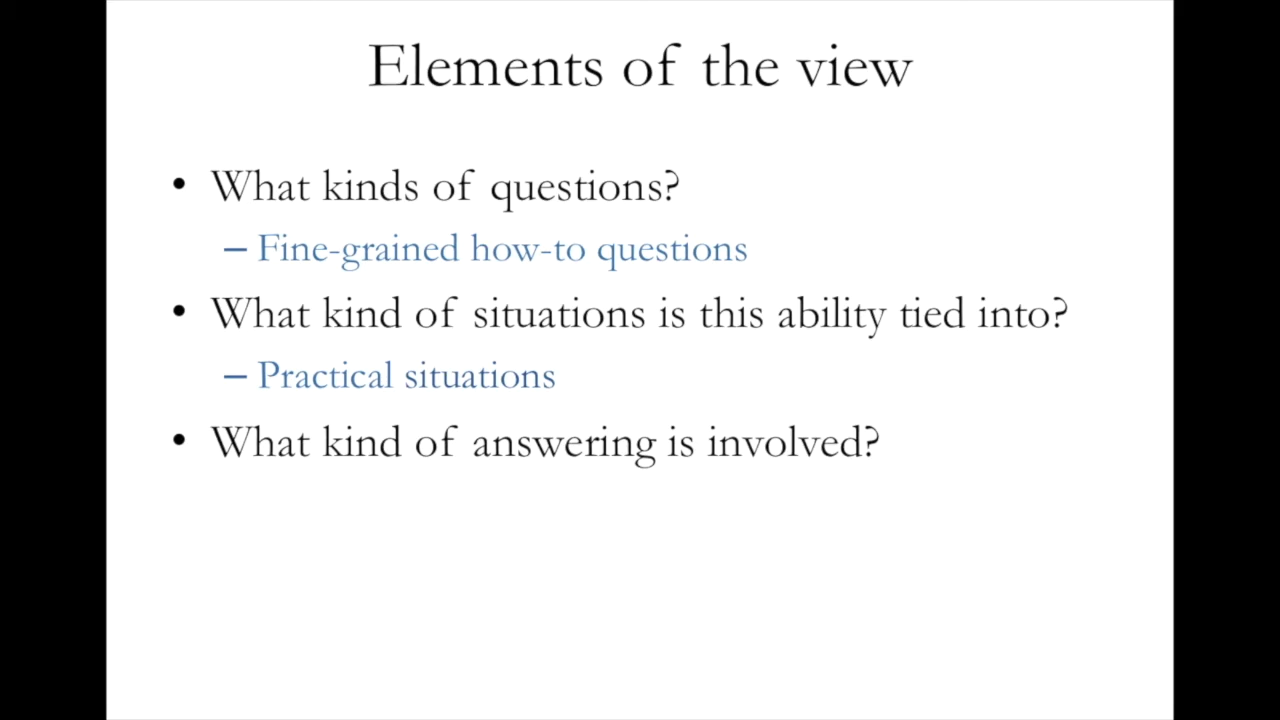 Elements of the view
• What kinds of questions?
– Fine-grained how-to questions
• What kind of situations is this ability tied into?
– Practical situations
• What kind of answering is involved?